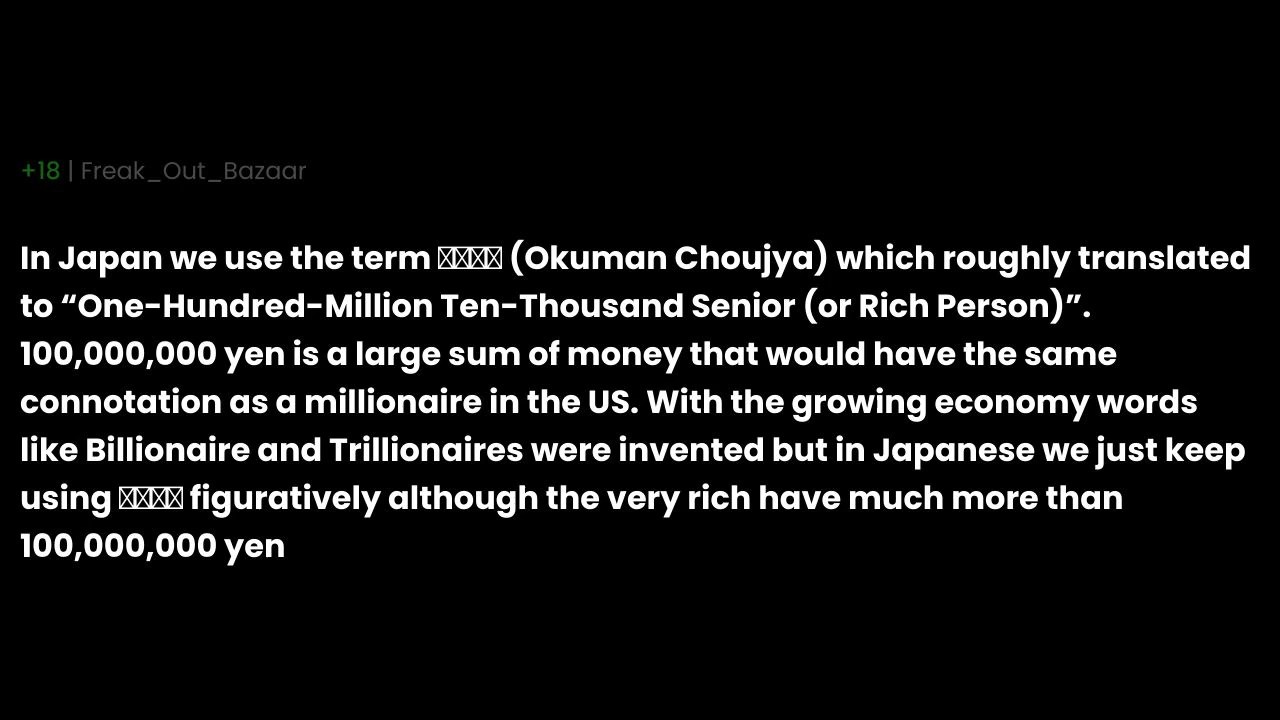 +18 | Freak_Out_Bazaar
In Japan we use the term (Okuman Choujya) which roughly translated
to “One-Hundred-Million Ten-Thousand Senior (or Rich Person)”.
100,000,000 yen is a large sum of money that would have the same
connotation as a millionaire in the US. With the growing economy words
like Billionaire and Trillionaires were invented but in Japanese we just keep
using figuratively although the very rich have much more than
100,000,000 yen